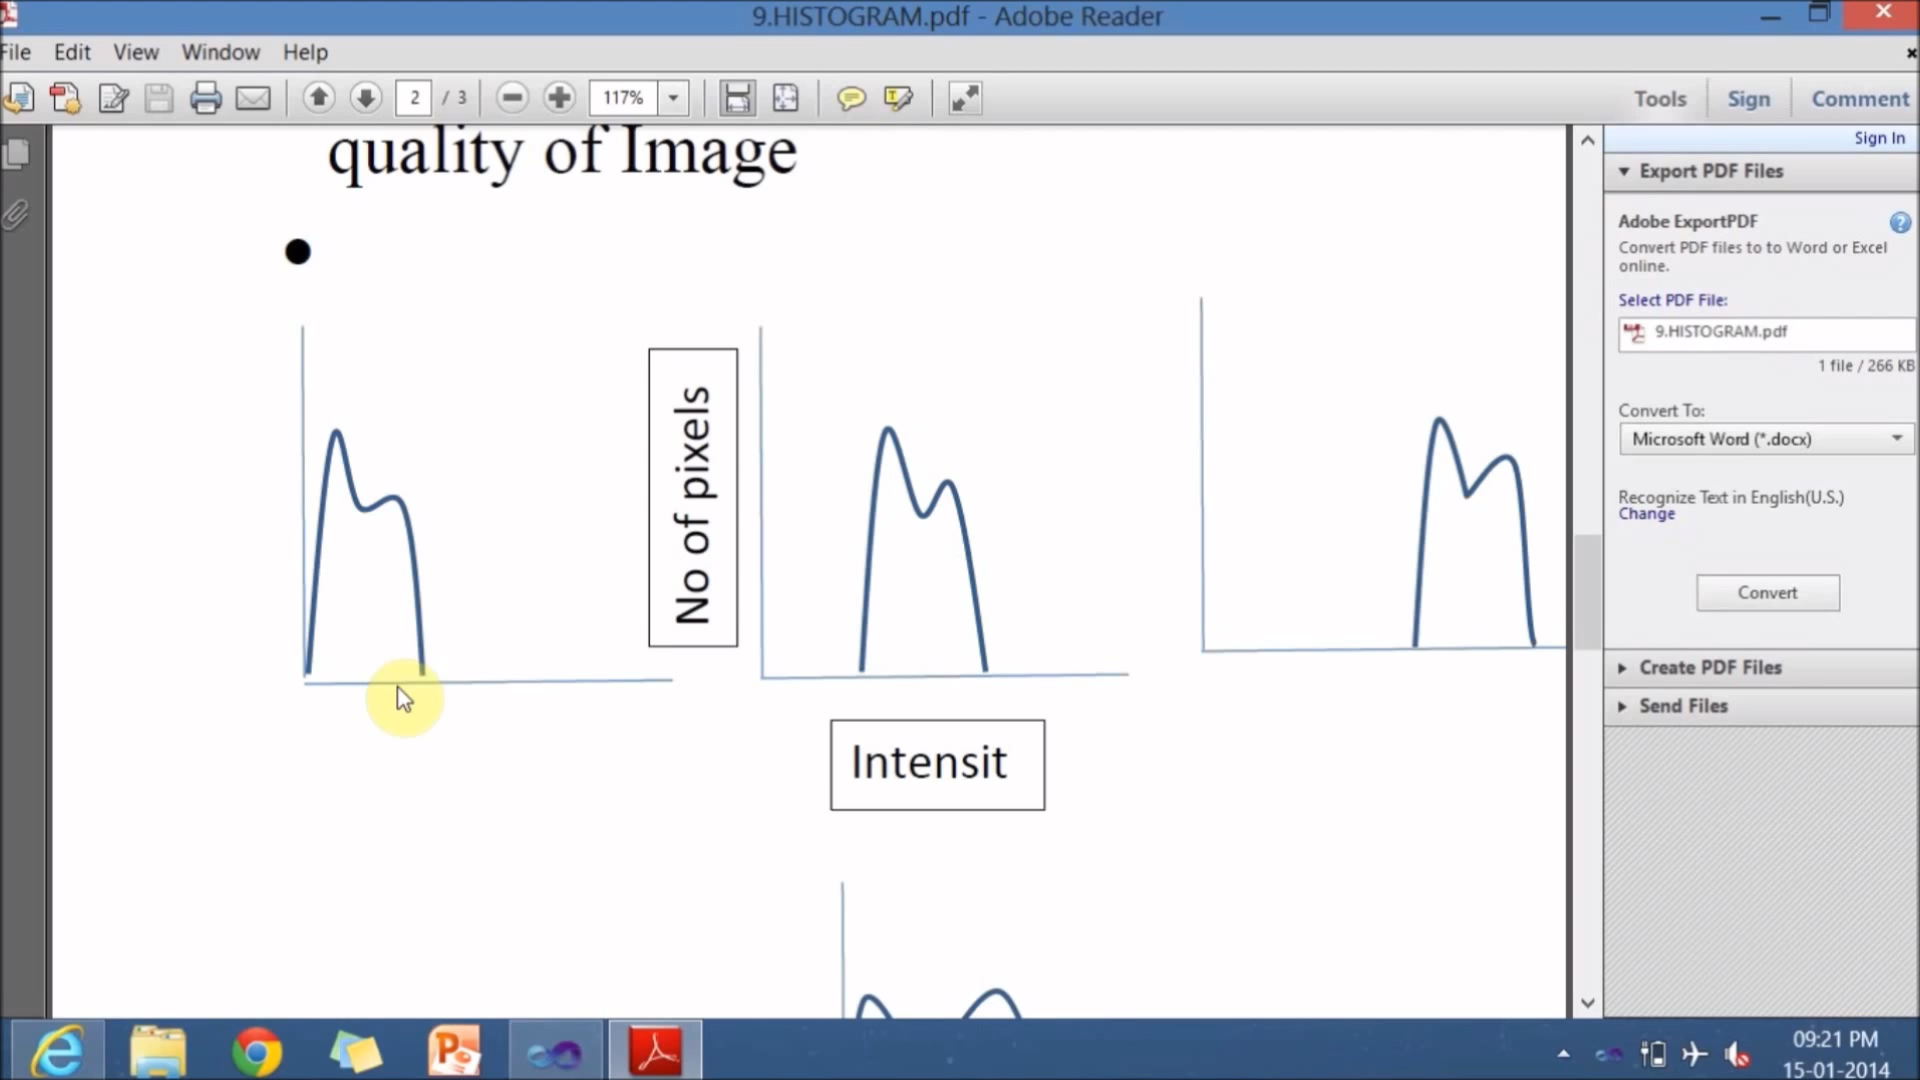 9.HISTOGRAM.pdf - Adobe Reader
File Edit View Window Help
2 / 3 117% Tools Sign Comment
quality of Image
No of pixels
Intensit
Sign In
Export PDF Files
Adobe ExportPDF
Convert PDF files to to Word or Excel
online.
Select PDF File:
9.HISTOGRAM.pdf
1 file / 266 KB
Convert To:
Microsoft Word (*.docx)
Recognize Text in English(U.S.)
Change
Convert
Create PDF Files
Send Files
09:21 PM
15-01-2014